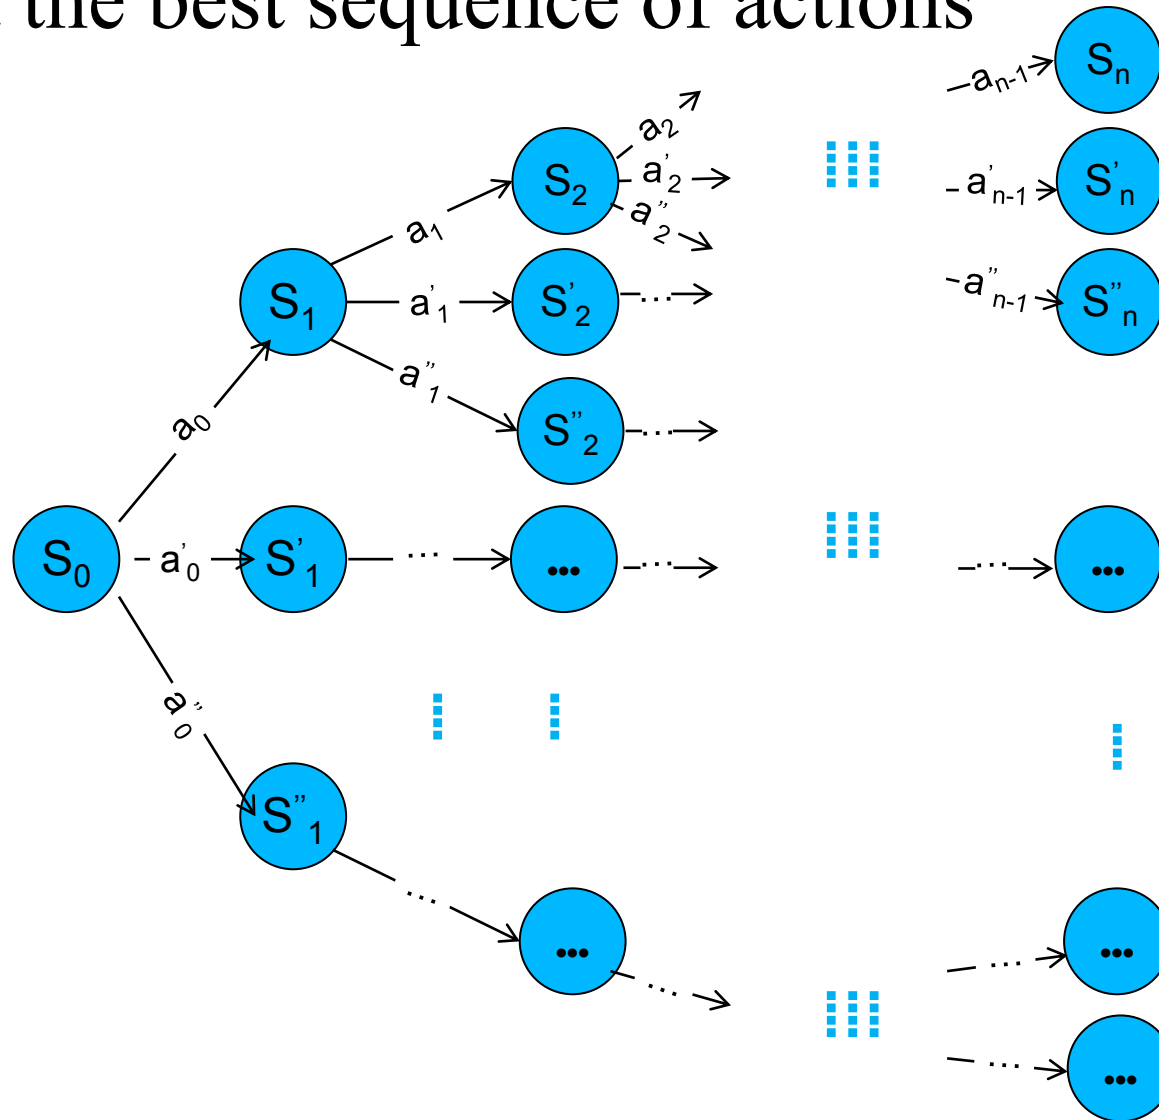 the best sequence of actions
Sₙ
aₙ₋₁
S₂
a₂
a'₂
a''₂
a'ₙ₋₁
S'ₙ
a₁
S₁
a'₁
S'₂
...
a''ₙ₋₁
S''ₙ
a''₁
S''₂
...
a₀
S₀
a'₀
S'₁
...
...
...
...
...
a''₀
S''₁
...
...
...
...
...
...
...